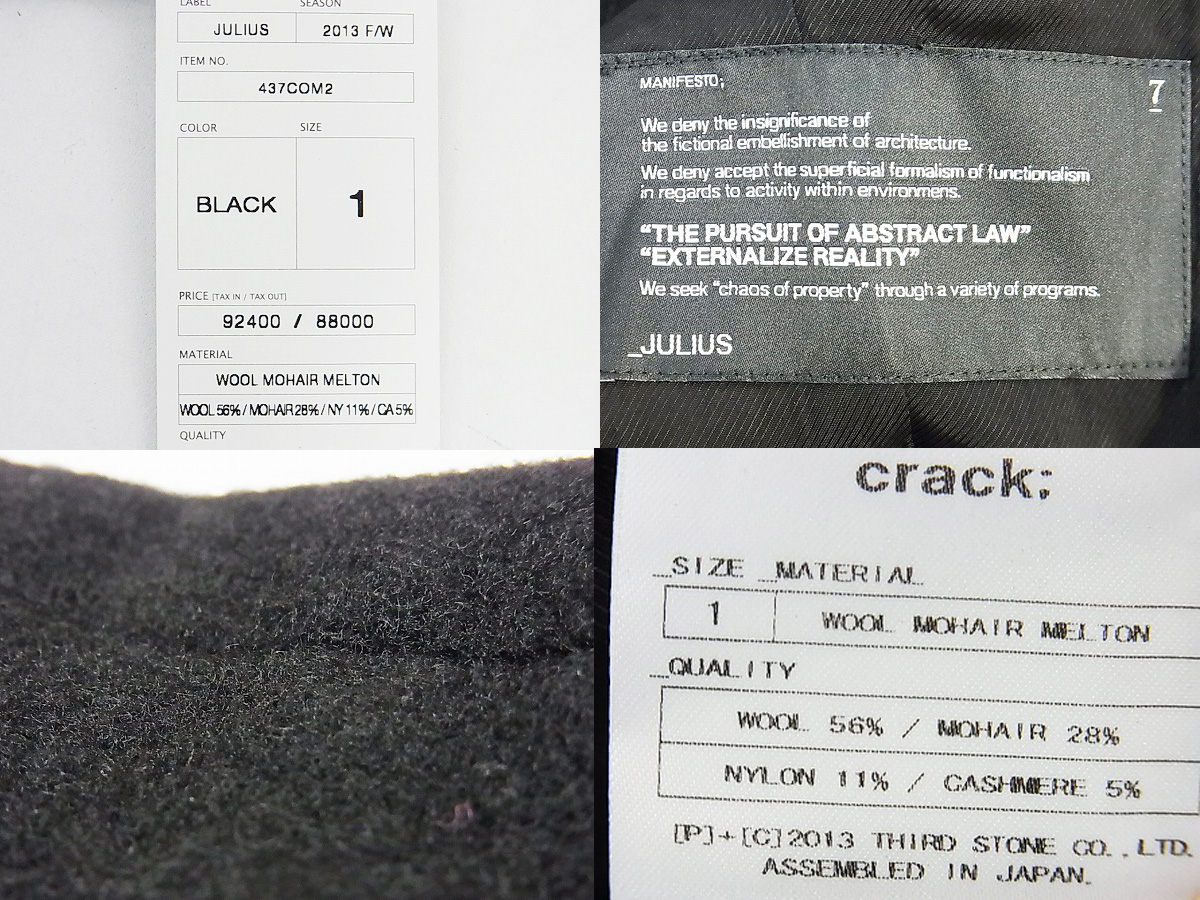 LABEL SEASON
JULIUS 2013 F/W
ITEM NO.
437COM2
COLOR SIZE
BLACK 1
PRICE [TAX IN / TAX OUT]
92400 / 88000
MATERIAL
WOOL MOHAIR MELTON
WOOL 56% / MOHAIR 28% / NY 11% / CA 5%
QUALITY
MANIFESTO;
7
We deny the insignificance of
the fictional embellishment of architecture.
We deny accept the superficial formalism of functionalism
in regards to activity within environmens.
“THE PURSUIT OF ABSTRACT LAW”
“EXTERNALIZE REALITY”
We seek “chaos of property” through a variety of programs.
_JULIUS
crack:
_SIZE _MATERIAL
1 WOOL MOHAIR MELTON
_QUALITY
WOOL 56% / MOHAIR 28%
NYLON 11% / CASHMERE 5%
[P]+[C]2013 THIRD STONE CO.,LTD.
ASSEMBLED IN JAPAN.